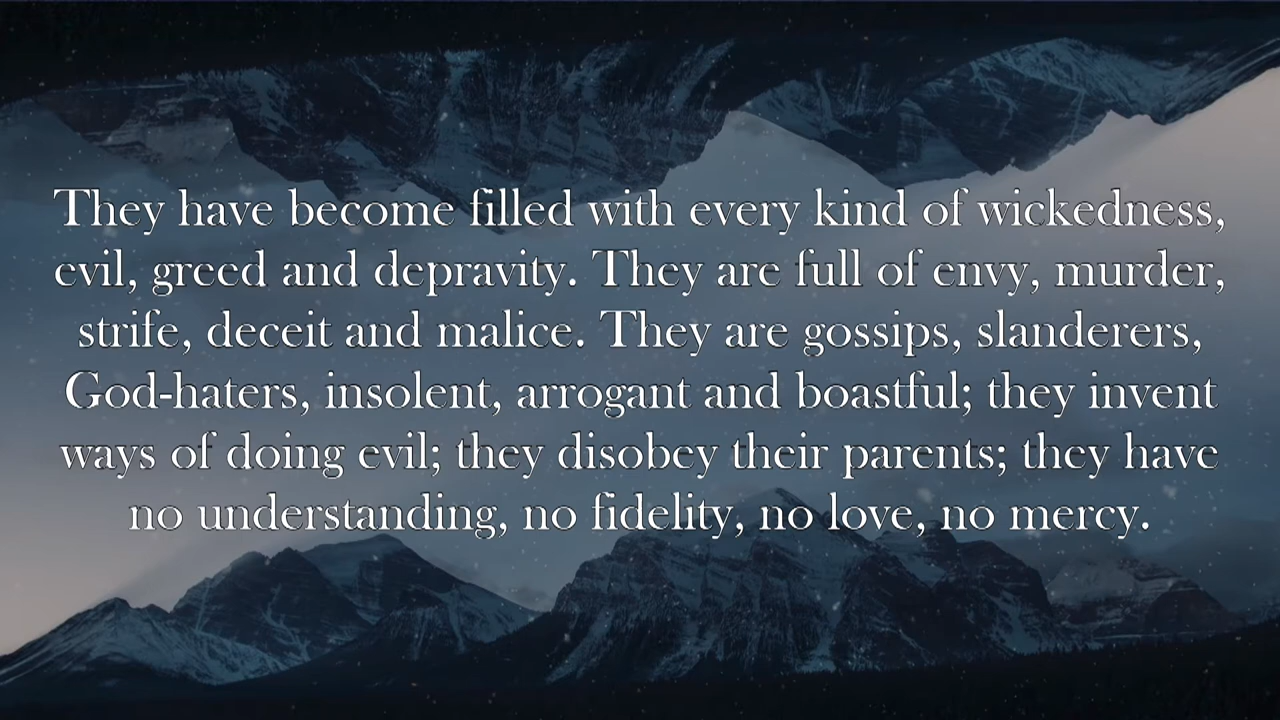 They have become filled with every kind of wickedness,
evil, greed and depravity. They are full of envy, murder,
strife, deceit and malice. They are gossips, slanderers,
God-haters, insolent, arrogant and boastful; they invent
ways of doing evil; they disobey their parents; they have
no understanding, no fidelity, no love, no mercy.